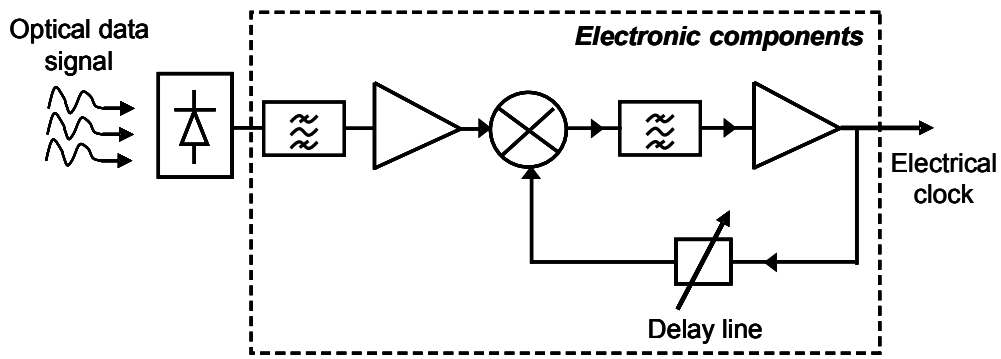 Optical data
signal
Electronic components
Electrical
clock
Delay line